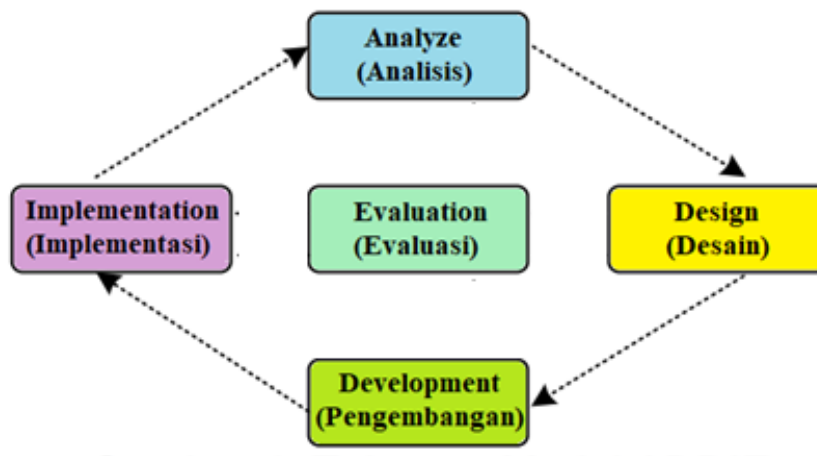 Analyze
(Analisis)
Implementation
(Implementasi)
Evaluation
(Evaluasi)
Design
(Desain)
Development
(Pengembangan)